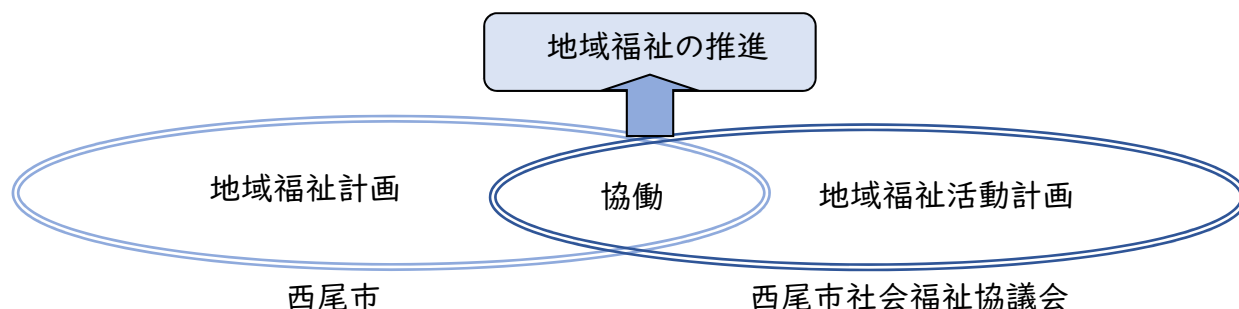 地域福祉の推進
地域福祉計画
協働
地域福祉活動計画
西尾市
西尾市社会福祉協議会